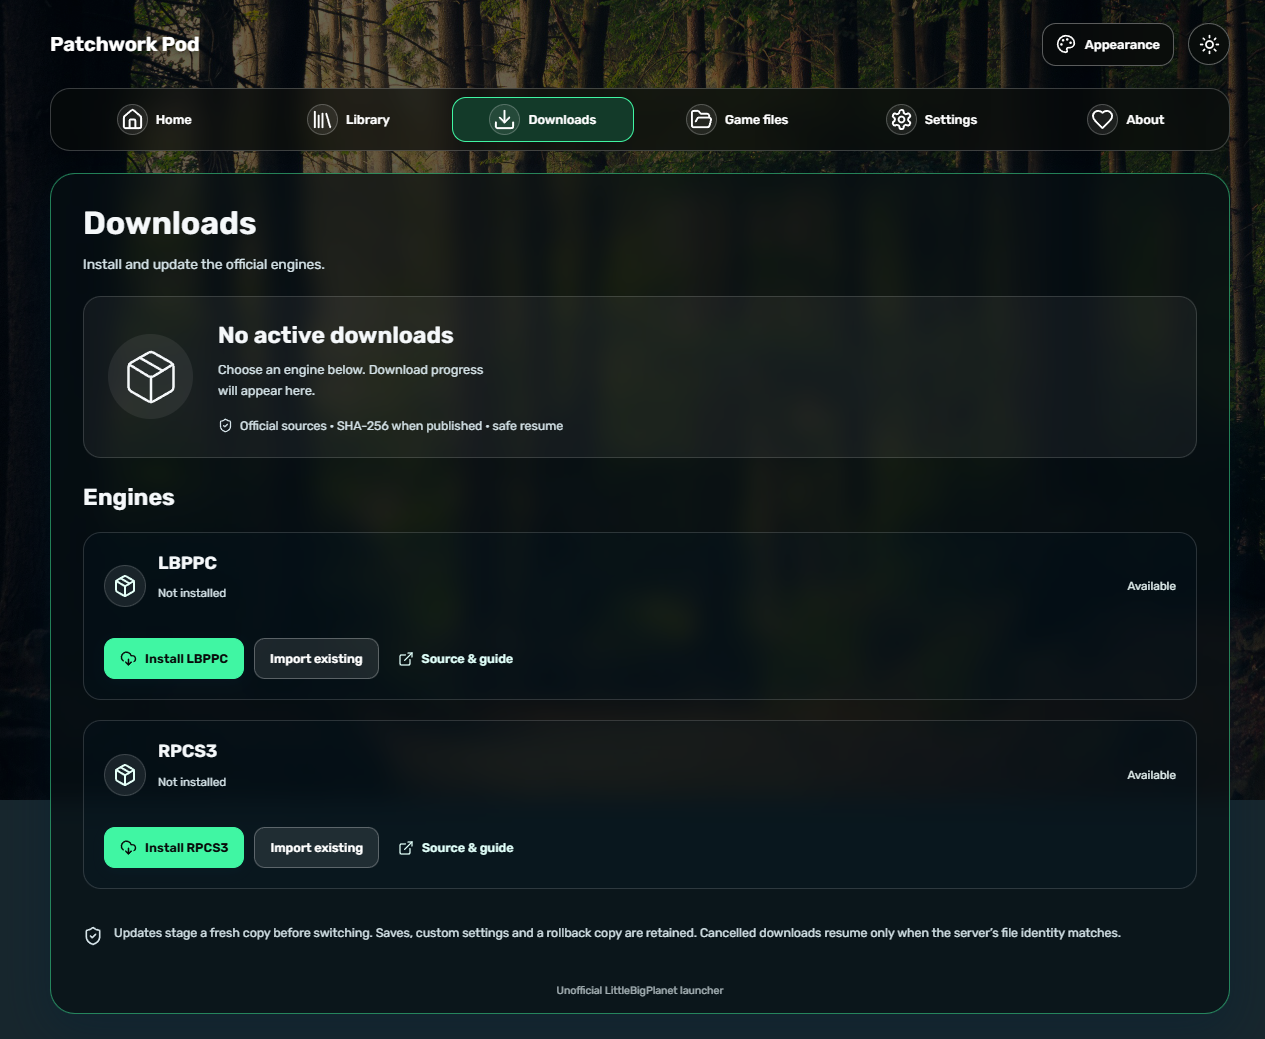 Patchwork Pod
Appearance
Home
Library
Downloads
Game files
Settings
About
Downloads
Install and update the official engines.
No active downloads
Choose an engine below. Download progress
will appear here.
Official sources • SHA-256 when published • safe resume
Engines
LBPPC
Not installed
Available
Install LBPPC
Import existing
Source & guide
RPCS3
Not installed
Available
Install RPCS3
Import existing
Source & guide
Updates stage a fresh copy before switching. Saves, custom settings and a rollback copy are retained. Cancelled downloads resume only when the server’s file identity matches.
Unofficial LittleBigPlanet launcher